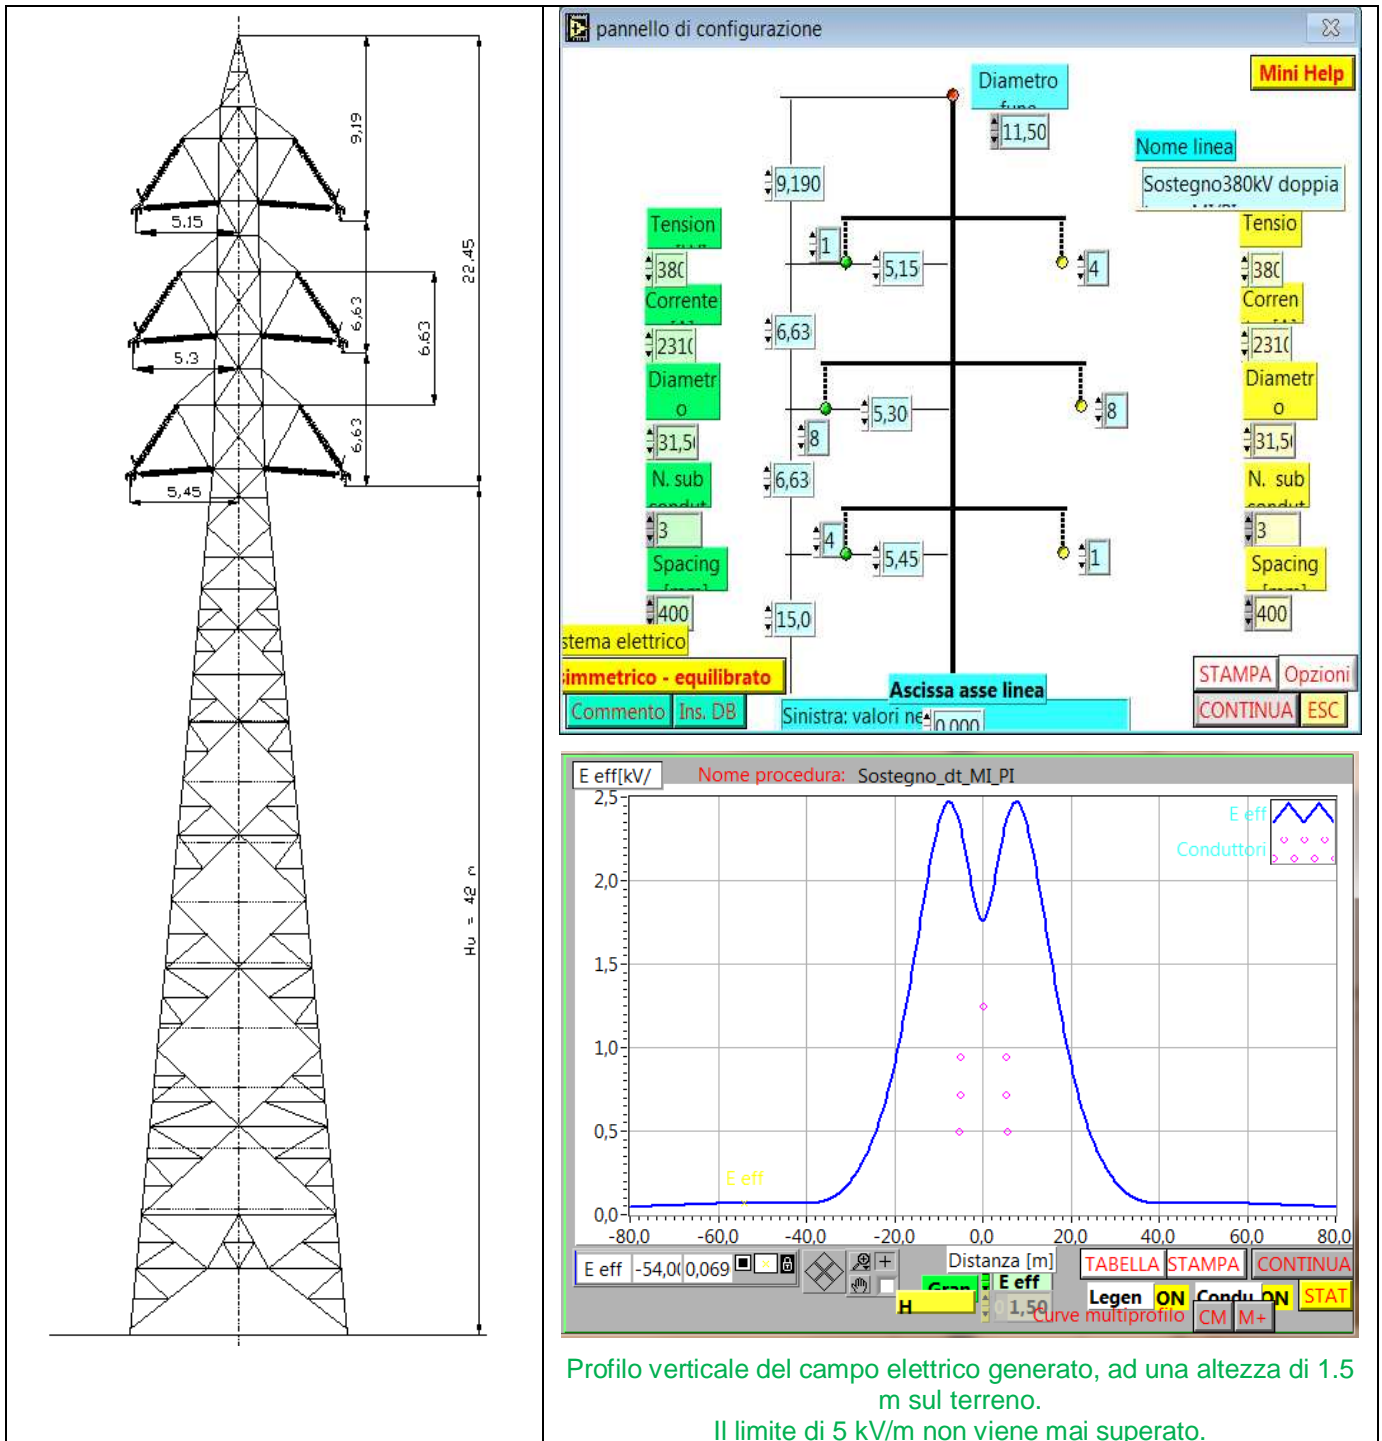 9,19
5.15
22.45
6,63
6.63
5.3
6,63
5,45
Hu = 42 m
pannello di configurazione
Mini Help
Diametro
11,50
Nome linea
Sostegno380kV doppia
9,190
Tension
Tensio
1
5,15
4
380
380
Corrente
Corren
6,63
231
231
Diametr
o
Diametr
o
5,30
8
8
31,5
31,5
6,63
N. sub
N. sub
3
4
5,45
1
3
Spacing
Spacing
400
15,0
400
stema elettrico
simmetrico - equilibrato
Ascissa asse linea
STAMPA Opzioni
Commento Ins. DB
Sinistra: valori ne
0,000
CONTINUA ESC
E eff[kV/
Nome procedura: Sostegno_dt_MI_PI
2,5
E eff
Conduttori
2,0
1,5
1,0
0,5
E eff
0,0
-80,0 -60,0 -40,0 -20,0 0,0 20,0 40,0 60,0 80,0
Distanza [m]
E eff -54,0 0,069
TABELLA STAMPA CONTINUA
Gran E eff
H 1,50
Legen ON Condu ON STAT
Curve multiprofilo CM M+
Profilo verticale del campo elettrico generato, ad una altezza di 1.5
m sul terreno.
Il limite di 5 kV/m non viene mai superato.